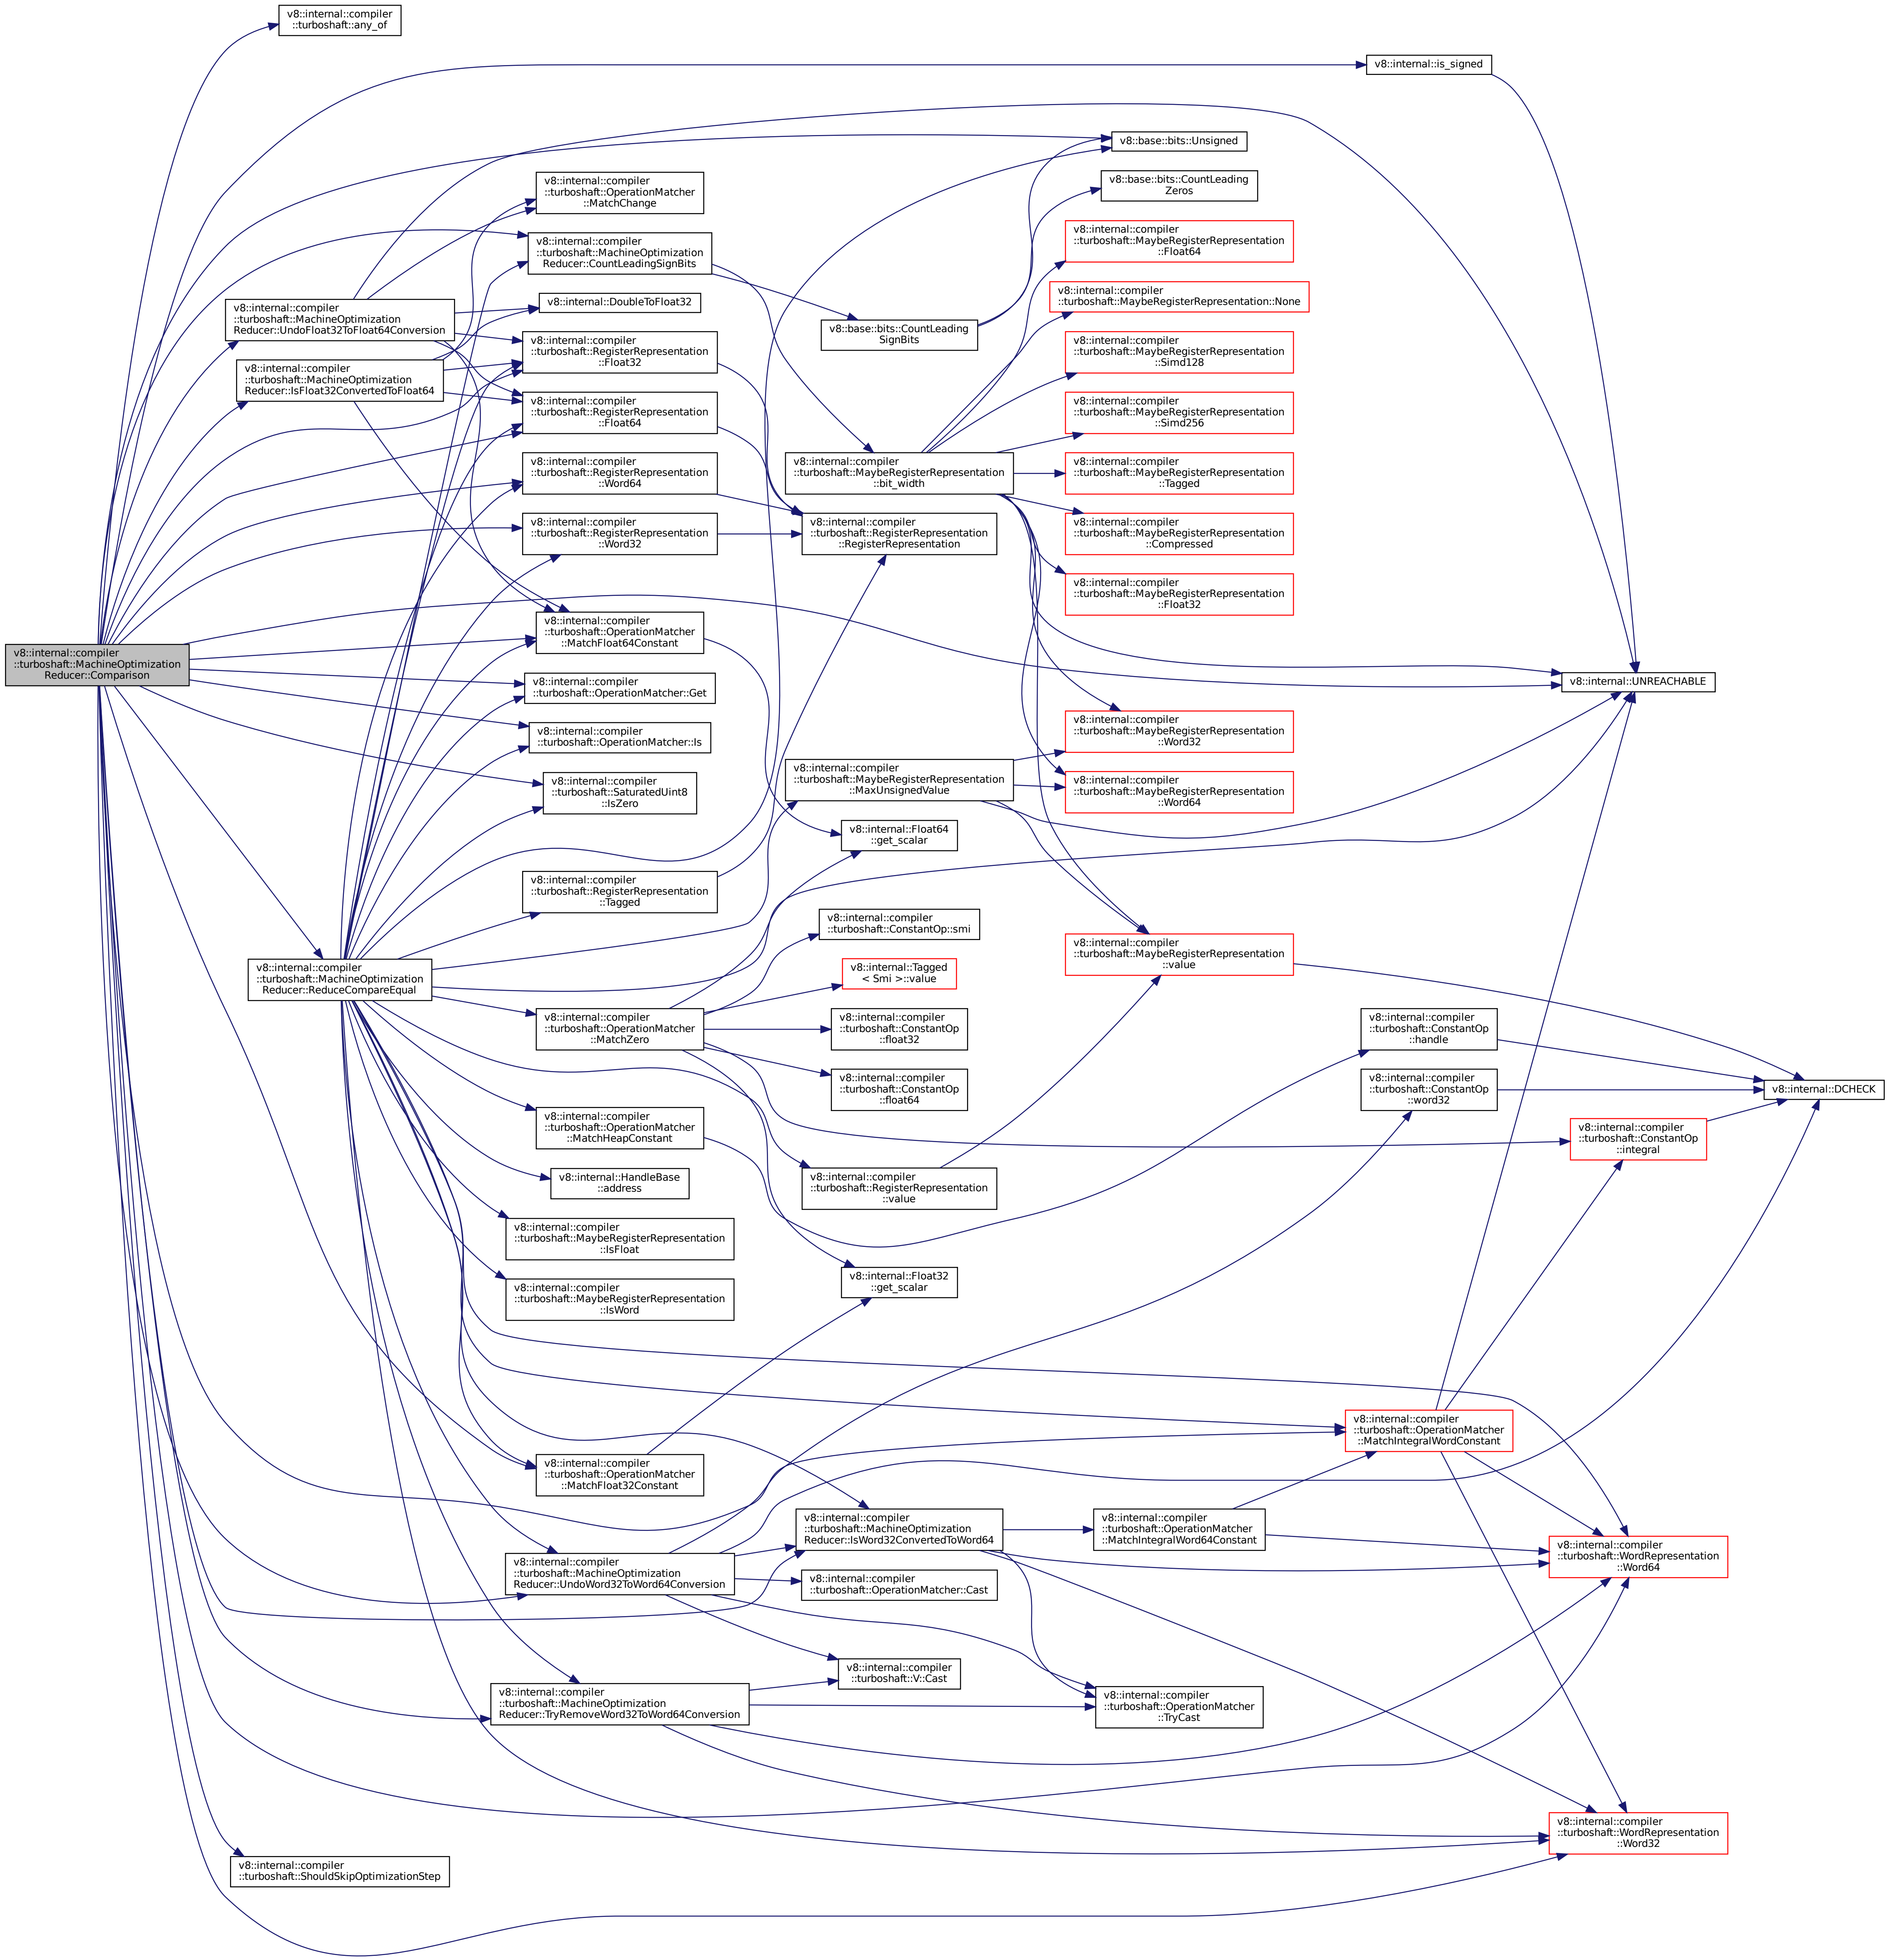 v8::internal::compiler
::turboshaft::MachineOptimization
Reducer::Comparison
v8::internal::compiler
::turboshaft::any_of
v8::internal::compiler
::turboshaft::MachineOptimization
Reducer::UndoFloat32ToFloat64Conversion
v8::internal::compiler
::turboshaft::MachineOptimization
Reducer::IsFloat32ConvertedToFloat64
v8::internal::compiler
::turboshaft::MachineOptimization
Reducer::ReduceCompareEqual
v8::internal::compiler
::turboshaft::ShouldSkipOptimizationStep
v8::internal::compiler
::turboshaft::OperationMatcher
::MatchChange
v8::internal::compiler
::turboshaft::MachineOptimization
Reducer::CountLeadingSignBits
v8::internal::DoubleToFloat32
v8::internal::compiler
::turboshaft::RegisterRepresentation
::Float32
v8::internal::compiler
::turboshaft::RegisterRepresentation
::Float64
v8::internal::compiler
::turboshaft::RegisterRepresentation
::Word64
v8::internal::compiler
::turboshaft::RegisterRepresentation
::Word32
v8::internal::compiler
::turboshaft::OperationMatcher
::MatchFloat64Constant
v8::internal::compiler
::turboshaft::OperationMatcher::Get
v8::internal::compiler
::turboshaft::OperationMatcher::Is
v8::internal::compiler
::turboshaft::SaturatedUint8
::IsZero
v8::internal::compiler
::turboshaft::RegisterRepresentation
::Tagged
v8::internal::compiler
::turboshaft::OperationMatcher
::MatchZero
v8::internal::compiler
::turboshaft::OperationMatcher
::MatchHeapConstant
v8::internal::HandleBase
::address
v8::internal::compiler
::turboshaft::MaybeRegisterRepresentation
::IsFloat
v8::internal::compiler
::turboshaft::MaybeRegisterRepresentation
::IsWord
v8::internal::compiler
::turboshaft::OperationMatcher
::MatchFloat32Constant
v8::internal::compiler
::turboshaft::MachineOptimization
Reducer::UndoWord32ToWord64Conversion
v8::internal::compiler
::turboshaft::MachineOptimization
Reducer::TryRemoveWord32ToWord64Conversion
v8::base::bits::CountLeading
SignBits
v8::internal::compiler
::turboshaft::MaybeRegisterRepresentation
::bit_width
v8::internal::compiler
::turboshaft::RegisterRepresentation
::RegisterRepresentation
v8::internal::compiler
::turboshaft::MaybeRegisterRepresentation
::MaxUnsignedValue
v8::internal::Float64
::get_scalar
v8::internal::compiler
::turboshaft::ConstantOp::smi
v8::internal::Tagged
< Smi >::value
v8::internal::compiler
::turboshaft::ConstantOp
::float32
v8::internal::compiler
::turboshaft::ConstantOp
::float64
v8::internal::compiler
::turboshaft::RegisterRepresentation
::value
v8::internal::Float32
::get_scalar
v8::internal::compiler
::turboshaft::MachineOptimization
Reducer::IsWord32ConvertedToWord64
v8::internal::compiler
::turboshaft::OperationMatcher::Cast
v8::internal::compiler
::turboshaft::V::Cast
v8::base::bits::Unsigned
v8::base::bits::CountLeading
Zeros
v8::internal::compiler
::turboshaft::MaybeRegisterRepresentation
::Float64
v8::internal::compiler
::turboshaft::MaybeRegisterRepresentation::None
v8::internal::compiler
::turboshaft::MaybeRegisterRepresentation
::Simd128
v8::internal::compiler
::turboshaft::MaybeRegisterRepresentation
::Simd256
v8::internal::compiler
::turboshaft::MaybeRegisterRepresentation
::Tagged
v8::internal::compiler
::turboshaft::MaybeRegisterRepresentation
::Compressed
v8::internal::compiler
::turboshaft::MaybeRegisterRepresentation
::Float32
v8::internal::compiler
::turboshaft::MaybeRegisterRepresentation
::Word32
v8::internal::compiler
::turboshaft::MaybeRegisterRepresentation
::Word64
v8::internal::compiler
::turboshaft::MaybeRegisterRepresentation
::value
v8::internal::compiler
::turboshaft::OperationMatcher
::MatchIntegralWord64Constant
v8::internal::compiler
::turboshaft::OperationMatcher
::TryCast
v8::internal::is_signed
v8::internal::compiler
::turboshaft::ConstantOp
::handle
v8::internal::compiler
::turboshaft::ConstantOp
::word32
v8::internal::compiler
::turboshaft::OperationMatcher
::MatchIntegralWordConstant
v8::internal::UNREACHABLE
v8::internal::compiler
::turboshaft::ConstantOp
::integral
v8::internal::compiler
::turboshaft::WordRepresentation
::Word64
v8::internal::compiler
::turboshaft::WordRepresentation
::Word32
v8::internal::DCHECK